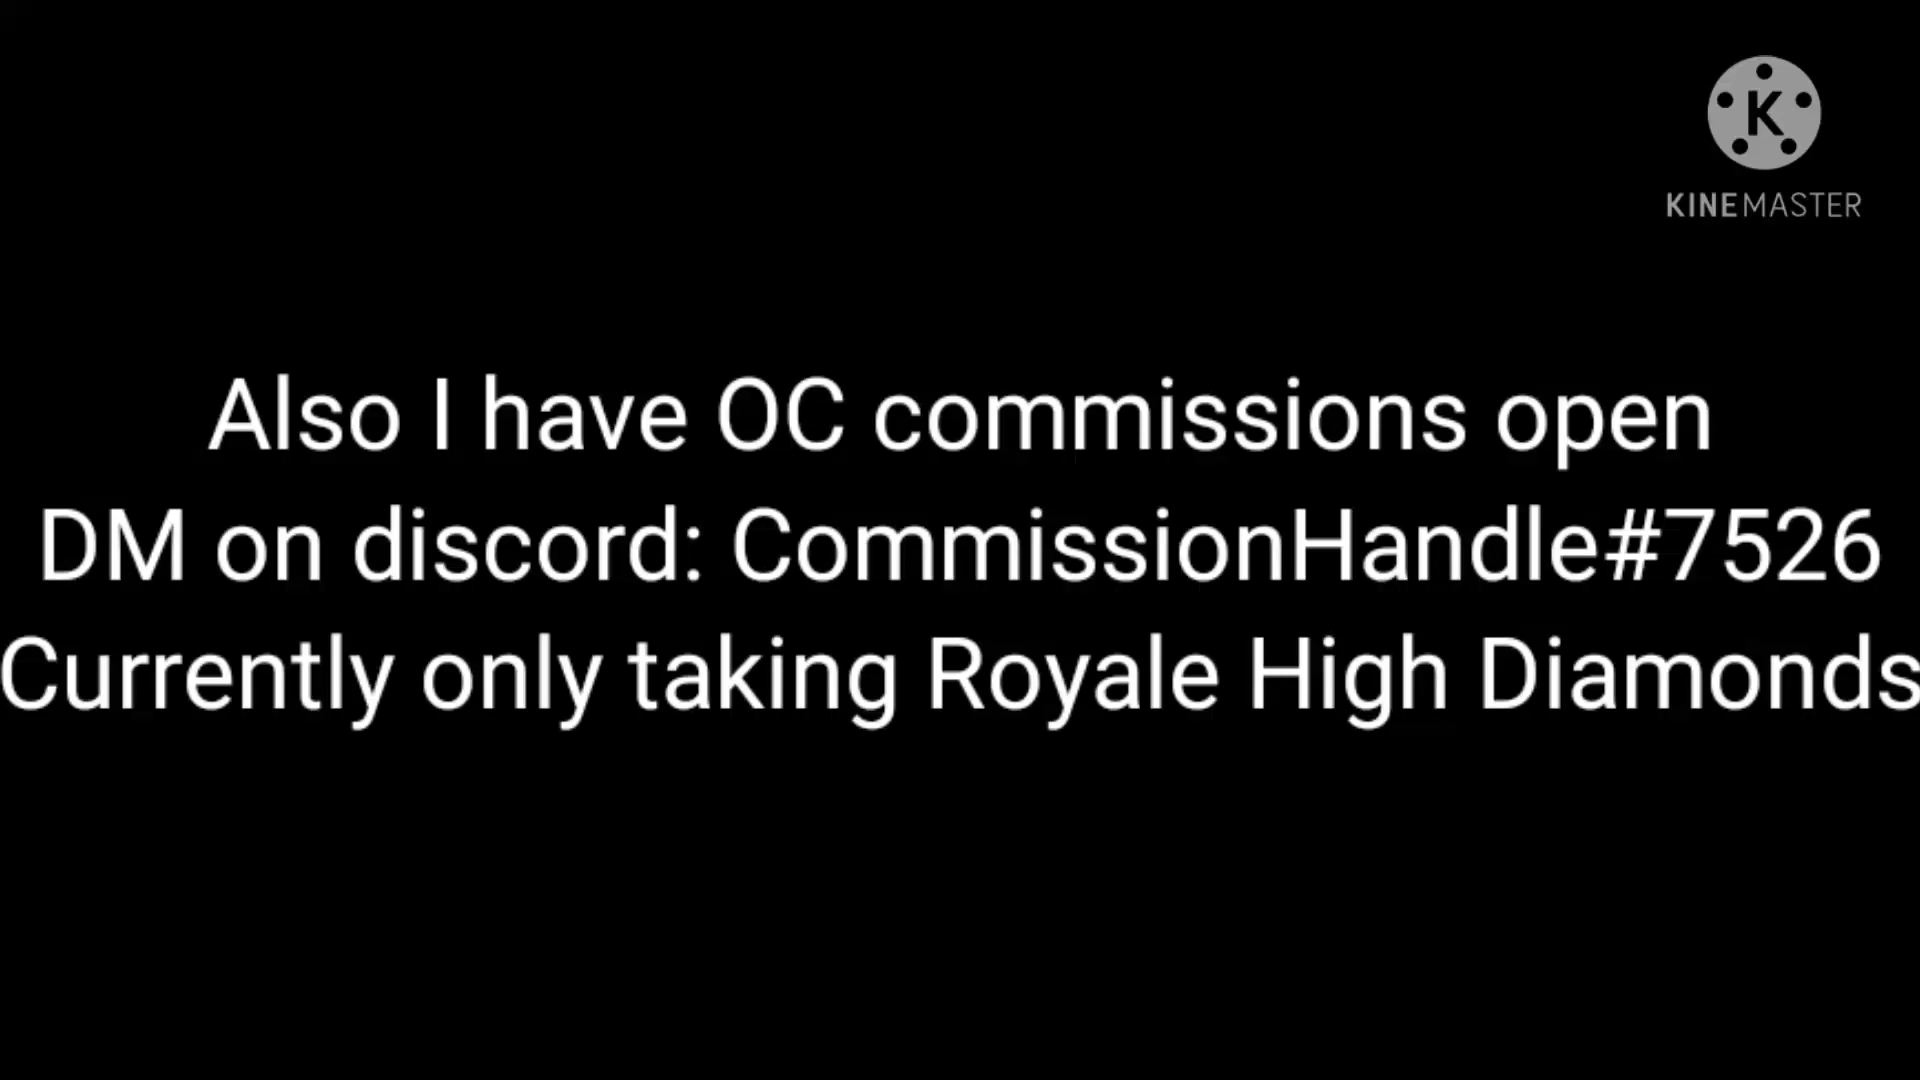 K
KINEMASTER
Also I have OC commissions open
DM on discord: CommissionHandle#7526
Currently only taking Royale High Diamonds